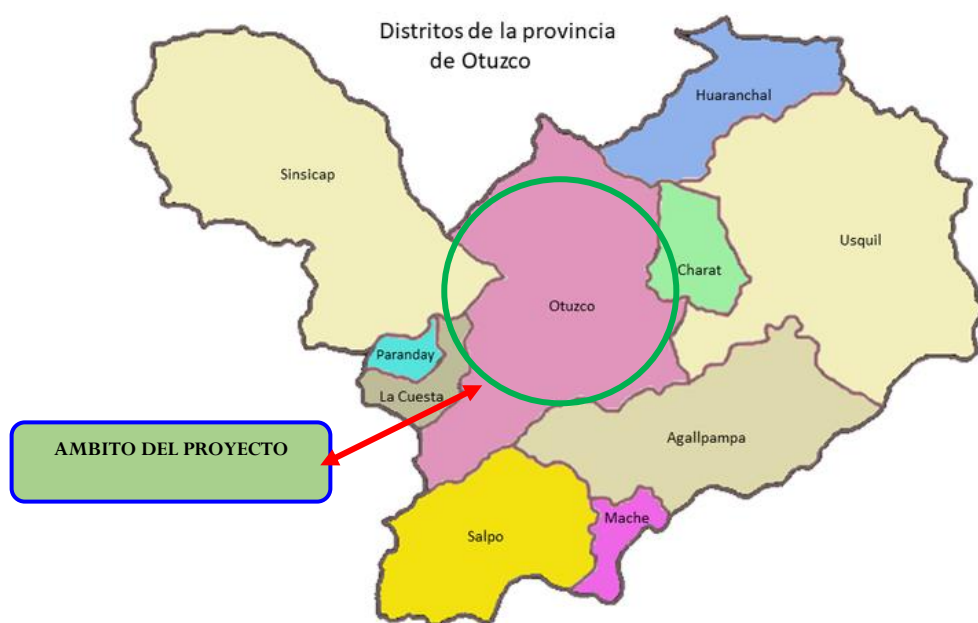 Distritos de la provincia
de Otuzco
Huaranchal
Sinsicap
Usquil
Charat
Otuzco
Paranday
La Cuesta
AMBITO DEL PROYECTO
Agallpampa
Mache
Salpo